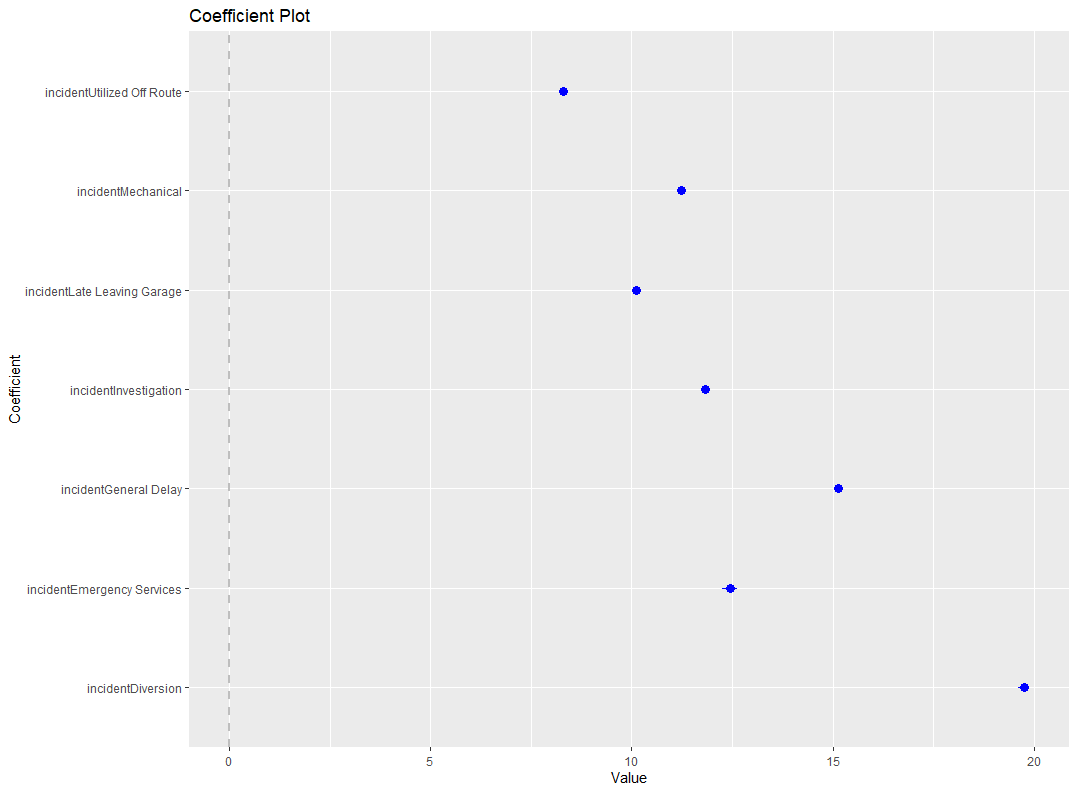 Coefficient Plot
incidentUtilized Off Route
incidentMechanical
incidentLate Leaving Garage
incidentInvestigation
incidentGeneral Delay
incidentEmergency Services
incidentDiversion
Coefficient
0
5
10
15
20
Value